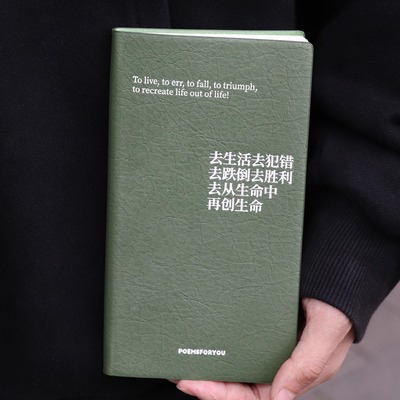 To live, to err, to fall, to triumph,
to recreate life out of life!
去生活去犯错
去跌倒去胜利
去从生命中
再创生命
POEMSFORYOU